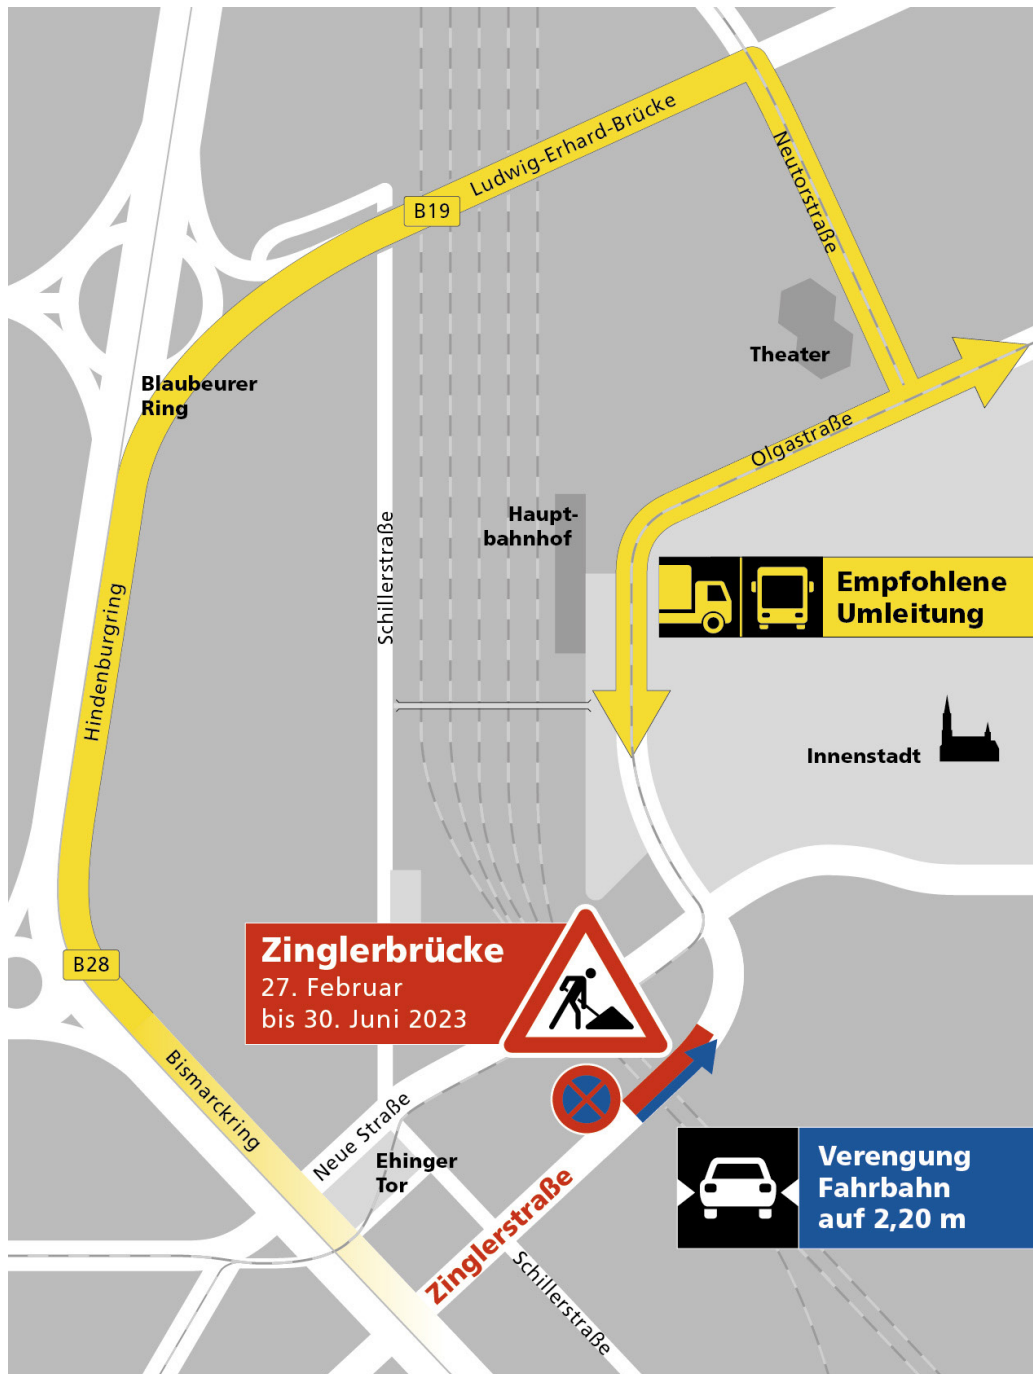 Ludwig-Erhard-Brücke
B19
Neutorstraße
Theater
Blaubeurer
Ring
Olgastraße
Haupt-
bahnhof
Schillerstraße
Empfohlene
Umleitung
Hindenburgring
Innenstadt
Zinglerbrücke
27. Februar
bis 30. Juni 2023
B28
Bismarckring
Neue Straße
Ehinger
Tor
Zinglerstraße
Schillerstraße
Verengung
Fahrbahn
auf 2,20 m